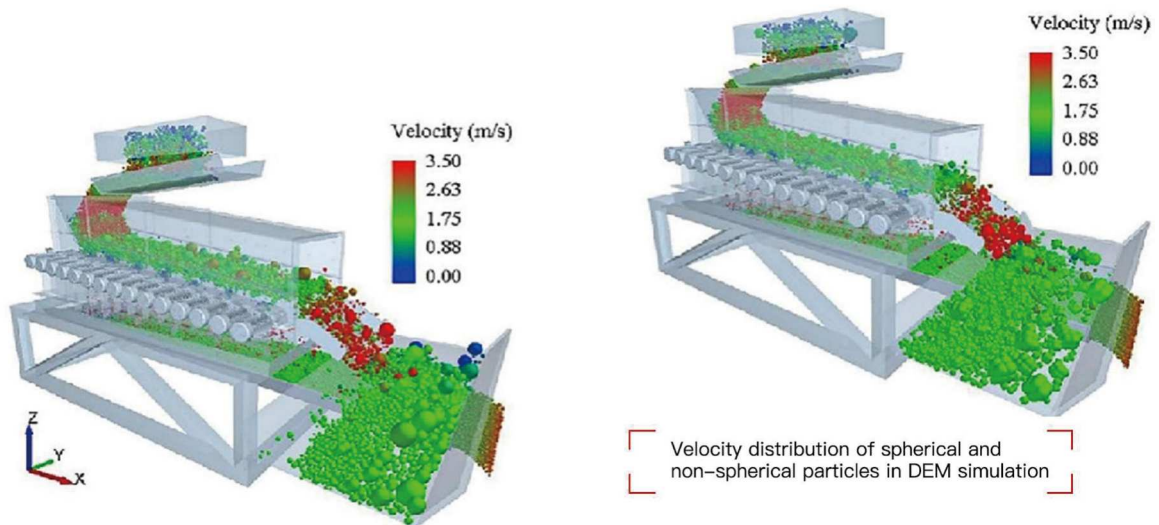 Velocity (m/s)
3.50
2.63
1.75
0.88
0.00
Z
Y
X
Velocity (m/s)
3.50
2.63
1.75
0.88
0.00
Velocity distribution of spherical and
non-spherical particles in DEM simulation